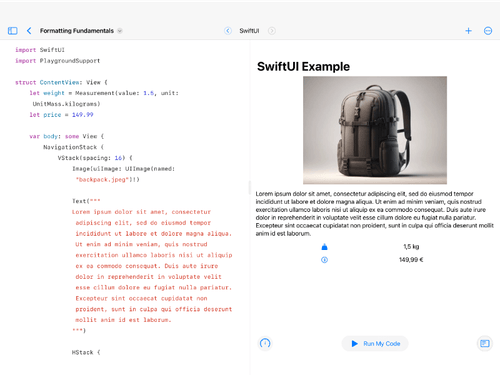 Formatting Fundamentals
SwiftUI
import SwiftUI
import PlaygroundSupport
struct ContentView: View {
let weight = Measurement(value: 1.5, unit:
UnitMass.kilograms)
let price = 149.99
var body: some View {
NavigationStack {
VStack(spacing: 16) {
Image(uiImage: UIImage(named:
"backpack.jpeg")!)
Text("""
Lorem ipsum dolor sit amet, consectetur
adipiscing elit, sed do eiusmod tempor
incididunt ut labore et dolore magna aliqua.
Ut enim ad minim veniam, quis nostrud
exercitation ullamco laboris nisi ut aliquip
ex ea commodo consequat. Duis aute irure
dolor in reprehenderit in voluptate velit
esse cillum dolore eu fugiat nulla pariatur.
Excepteur sint occaecat cupidatat non
proident, sunt in culpa qui officia deserunt
mollit anim id est laborum.
""")
HStack {
SwiftUI Example
Lorem ipsum dolor sit amet, consectetur adipiscing elit, sed do eiusmod tempor
incididunt ut labore et dolore magna aliqua. Ut enim ad minim veniam, quis nostrud
exercitation ullamco laboris nisi ut aliquip ex ea commodo consequat. Duis aute irure
dolor in reprehenderit in voluptate velit esse cillum dolore eu fugiat nulla pariatur.
Excepteur sint occaecat cupidatat non proident, sunt in culpa qui officia deserunt mollit
anim id est laborum.
1,5 kg
149,99 €
Run My Code